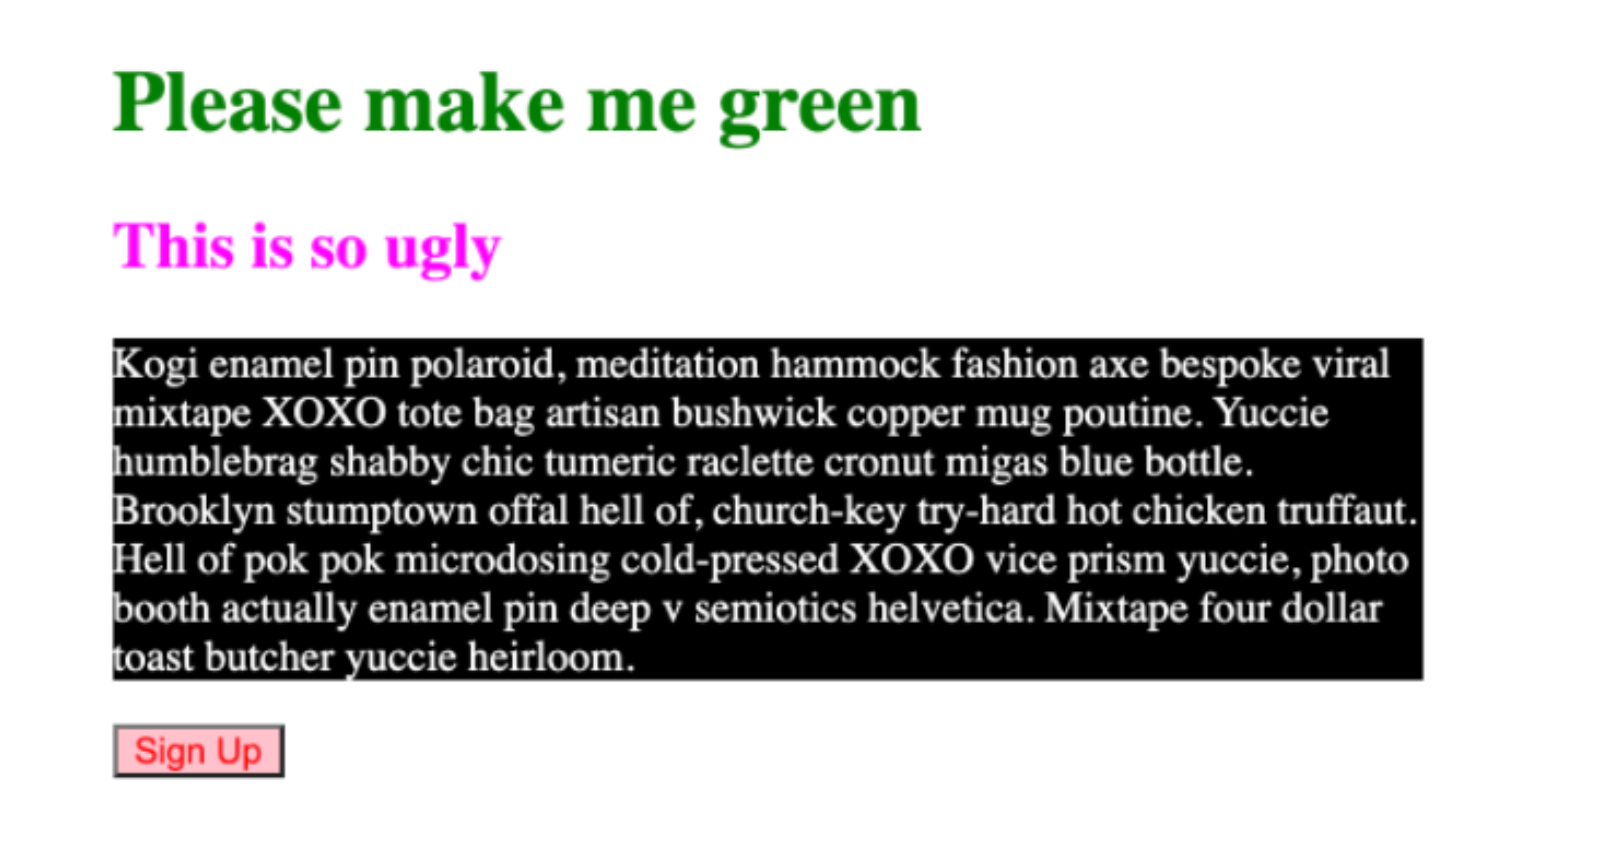 Please make me green
This is so ugly
Kogi enamel pin polaroid, meditation hammock fashion axe bespoke viral
mixtape XOXO tote bag artisan bushwick copper mug poutine. Yuccie
humblebrag shabby chic tumeric raclette cronut migas blue bottle.
Brooklyn stumptown offal hell of, church-key try-hard hot chicken truffaut.
Hell of pok pok microdosing cold-pressed XOXO vice prism yuccie, photo
booth actually enamel pin deep v semiotics helvetica. Mixtape four dollar
toast butcher yuccie heirloom.
Sign Up